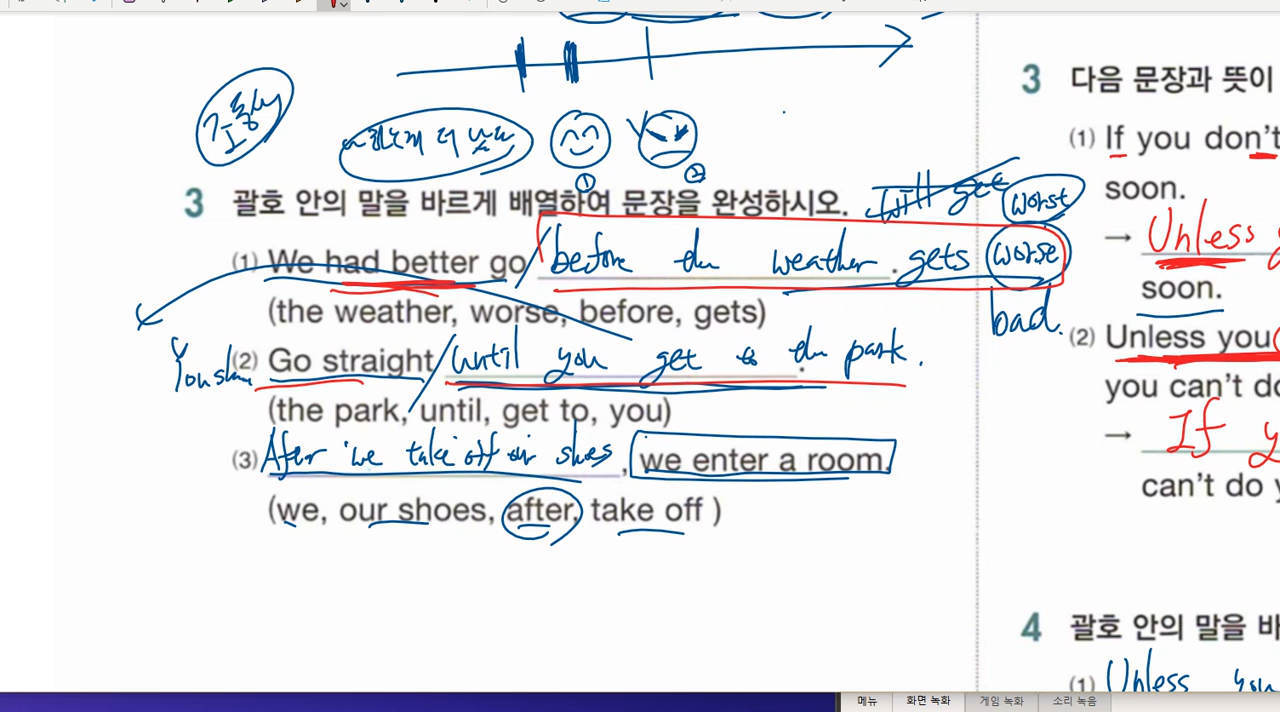 ① ②
3 괄호 안의 말을 바르게 배열하여 문장을 완성하시오.
will get worst
(1) We had better go / before the weather gets worse.
(the weather, worse, before, gets)
bad.
(2) Go straight / until you get to the park.
(the park, until, get to, you)
(3) After we take off our shoes, we enter a room.
(we, our shoes, after, take off )
3 다음 문장과 뜻이
(1) If you don't
soon.
→ Unless
soon.
(2) Unless you
you can't do
→ If y
can't do y
4 괄호 안의 말을 바
(1) Unless you
메뉴 화면 녹화 게임 녹화 소리 녹음